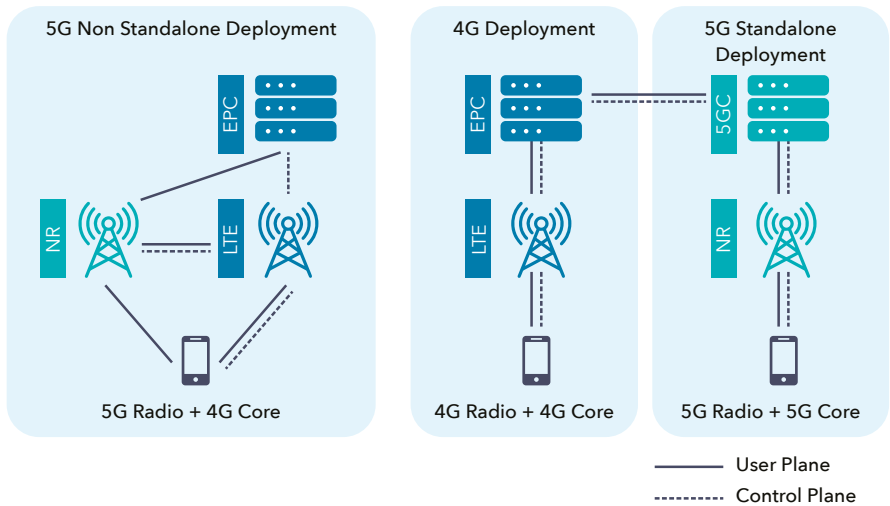 5G Non Standalone Deployment
EPC
NR
LTE
5G Radio + 4G Core
4G Deployment
EPC
LTE
4G Radio + 4G Core
5G Standalone
Deployment
5GC
NR
5G Radio + 5G Core
User Plane
Control Plane